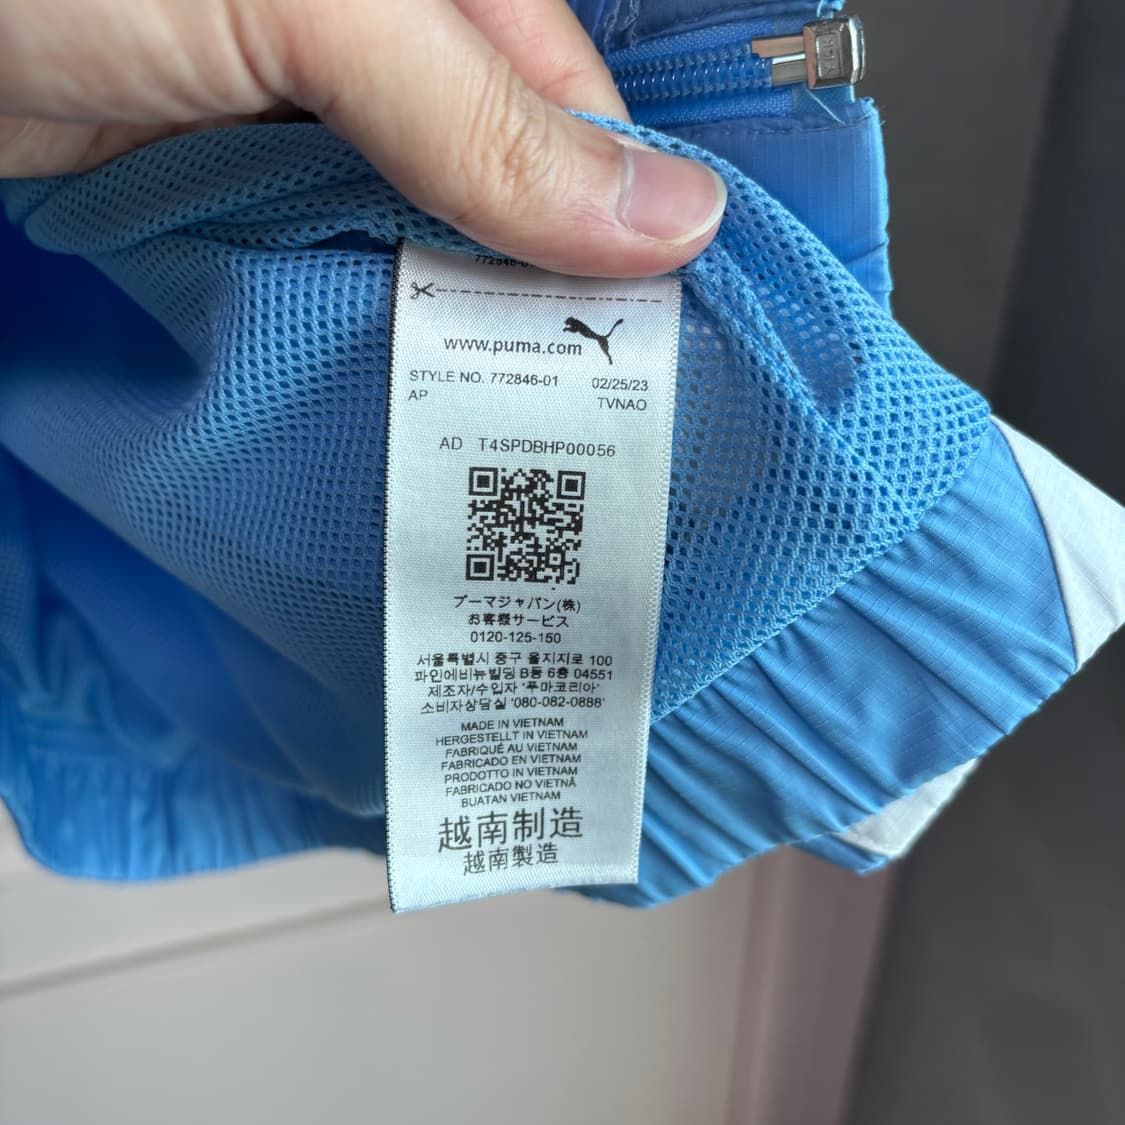 772846-01
www.puma.com
STYLE NO. 772846-01 02/25/23
AP TVNAO
AD T4SPDBHP00056
プーマジャパン(株)
お客様サービス
0120-125-150
서울특별시 중구 을지지로 100
파인에비뉴빌딩 B동 6층 04551
제조자/수입자 '푸마코리아'
소비자상담실 '080-082-0888'
MADE IN VIETNAM
HERGESTELLT IN VIETNAM
FABRIQUÉ AU VIETNAM
FABRICADO EN VIETNAM
PRODOTTO IN VIETNAM
FABRICADO NO VIETNÃ
BUATAN VIETNAM
越南制造
越南製造